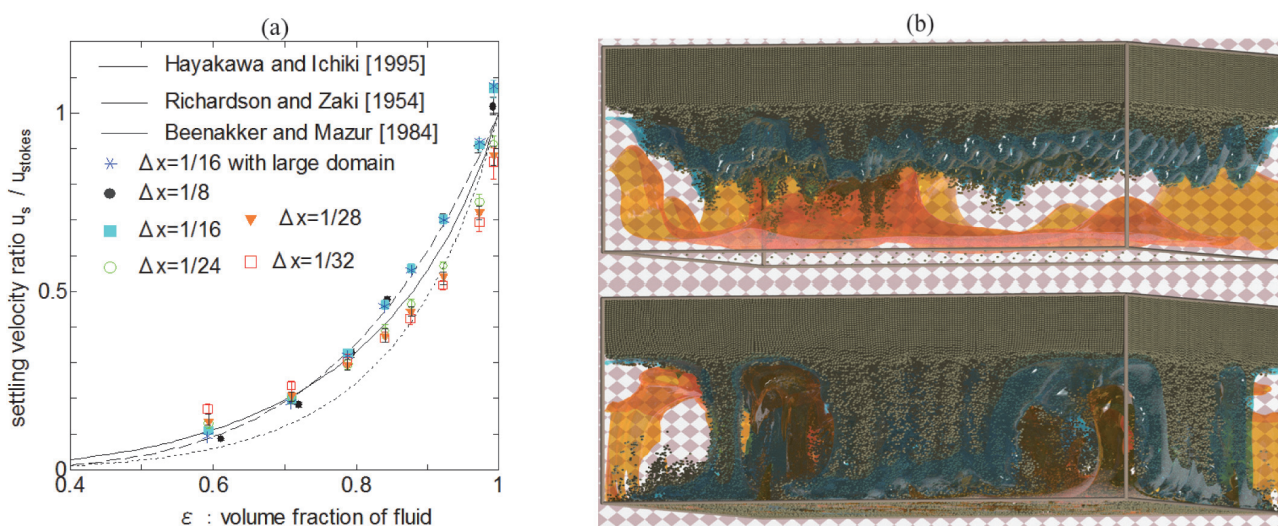 (a)
(b)
Hayakawa and Ichiki [1995]
Richardson and Zaki [1954]
Beenakker and Mazur [1984]
Δx=1/16 with large domain
Δx=1/8
Δx=1/16
Δx=1/28
Δx=1/24
Δx=1/32
1
0.5
0
0.4
0.6
0.8
1
settling velocity ratio u_s / u_stokes
ε : volume fraction of fluid